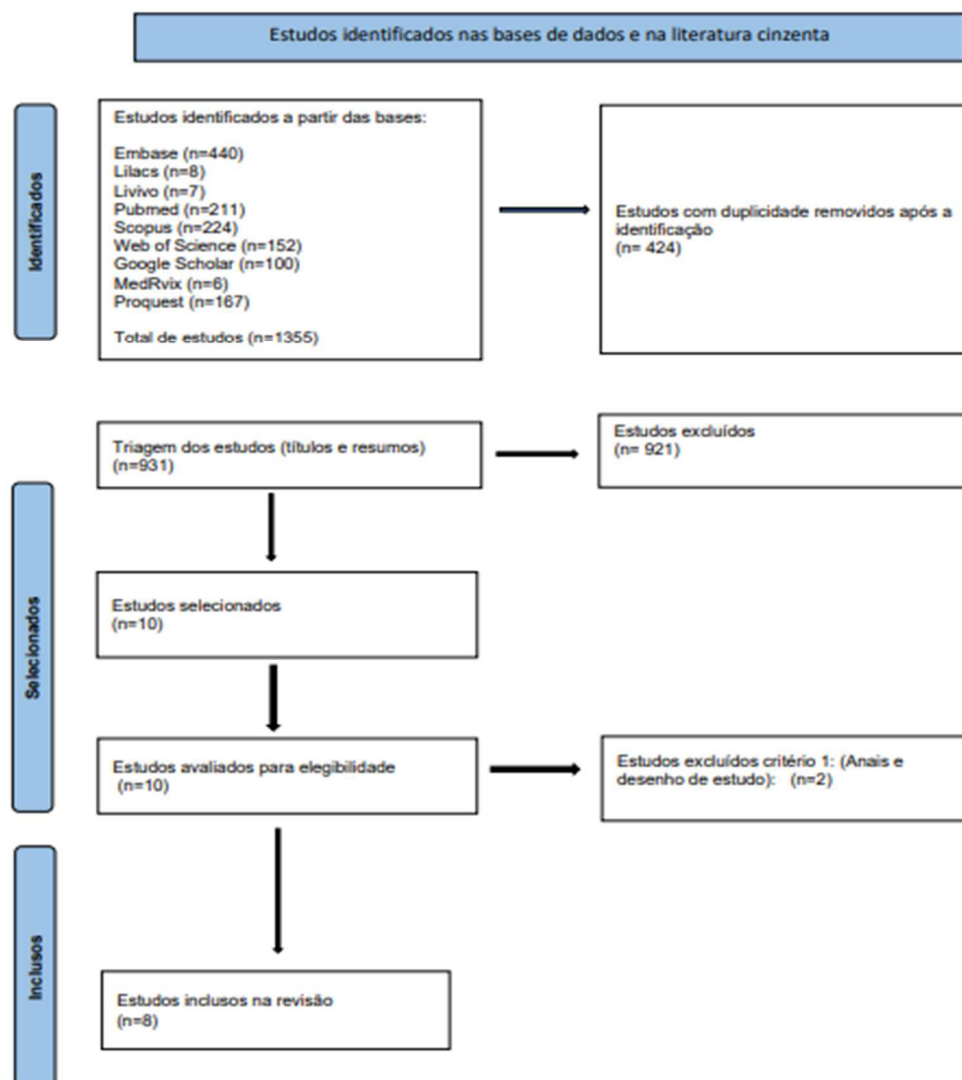 Estudos identificados nas bases de dados e na literatura cinzenta
Identificados
Estudos identificados a partir das bases:
Embase (n=440)
Lilacs (n=8)
Livivo (n=7)
Pubmed (n=211)
Scopus (n=224)
Web of Science (n=152)
Google Scholar (n=100)
MedRvix (n=6)
Proquest (n=167)
Total de estudos (n=1355)
Estudos com duplicidade removidos após a
identificação
(n= 424)
Selecionados
Triagem dos estudos (títulos e resumos)
(n=931)
Estudos excluídos
(n= 921)
Estudos selecionados
(n=10)
Estudos avaliados para elegibilidade
(n=10)
Estudos excluídos critério 1: (Anais e
desenho de estudo): (n=2)
Inclusos
Estudos inclusos na revisão
(n=8)